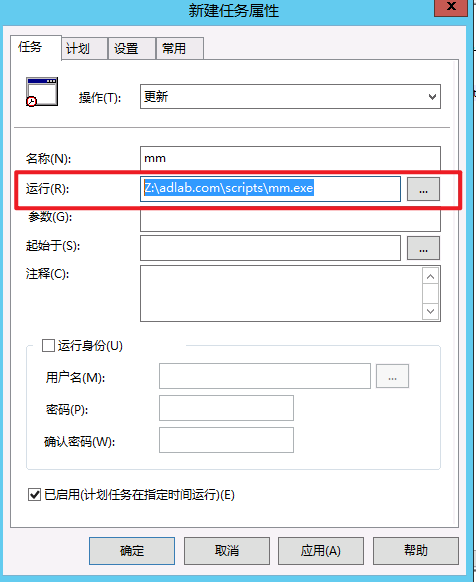 新建任务属性
x
任务 计划 设置 常用
操作(T): 更新
名称(N): mm
运行(R): Z:\adlab.com\scripts\mm.exe ...
参数(G):
起始于(S): ...
注释(C):
运行身份(U)
用户名(M): ...
密码(P):
确认密码(W):
已启用(计划任务在指定时间运行)(E)
确定 取消 应用(A) 帮助